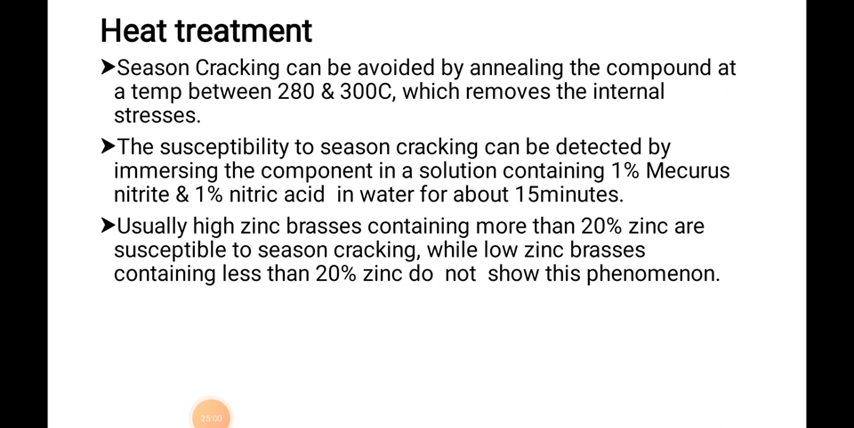 Heat treatment
➤Season Cracking can be avoided by annealing the compound at
a temp between 280 & 300C, which removes the internal
stresses.
➤The susceptibility to season cracking can be detected by
immersing the component in a solution containing 1% Mecurus
nitrite & 1% nitric acid  in water for about 15minutes.
➤Usually high zinc brasses containing more than 20% zinc are
susceptible to season cracking, while low zinc brasses
containing less than 20% zinc do  not  show this phenomenon.
25:00